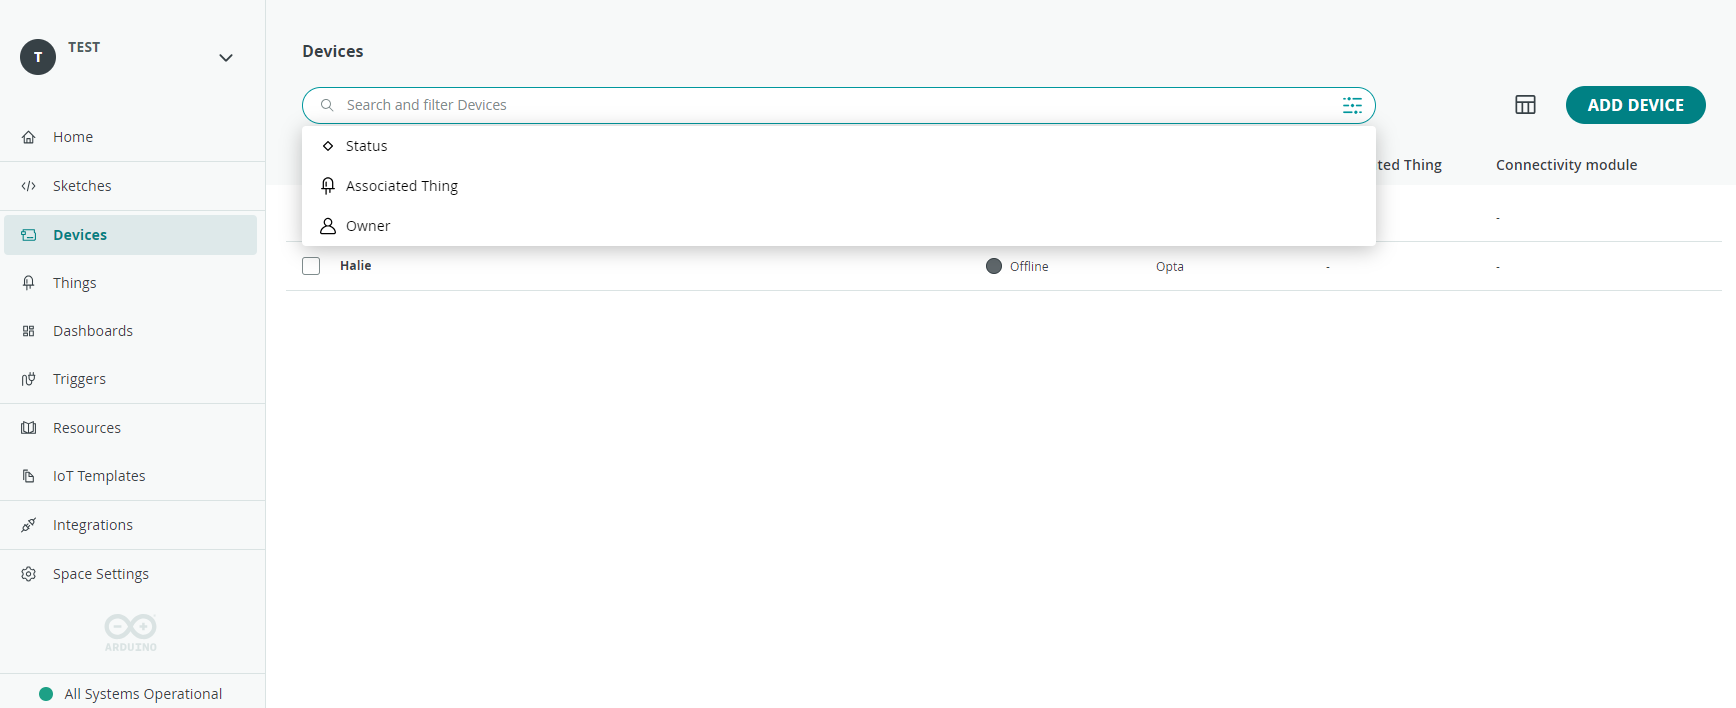 T
TEST
Home
Sketches
Devices
Things
Dashboards
Triggers
Resources
IoT Templates
Integrations
Space Settings
ARDUINO
All Systems Operational
Devices
Search and filter Devices
ADD DEVICE
Status
Associated Thing
Owner
ted Thing
Connectivity module
-
Halie
Offline
Opta
-
-